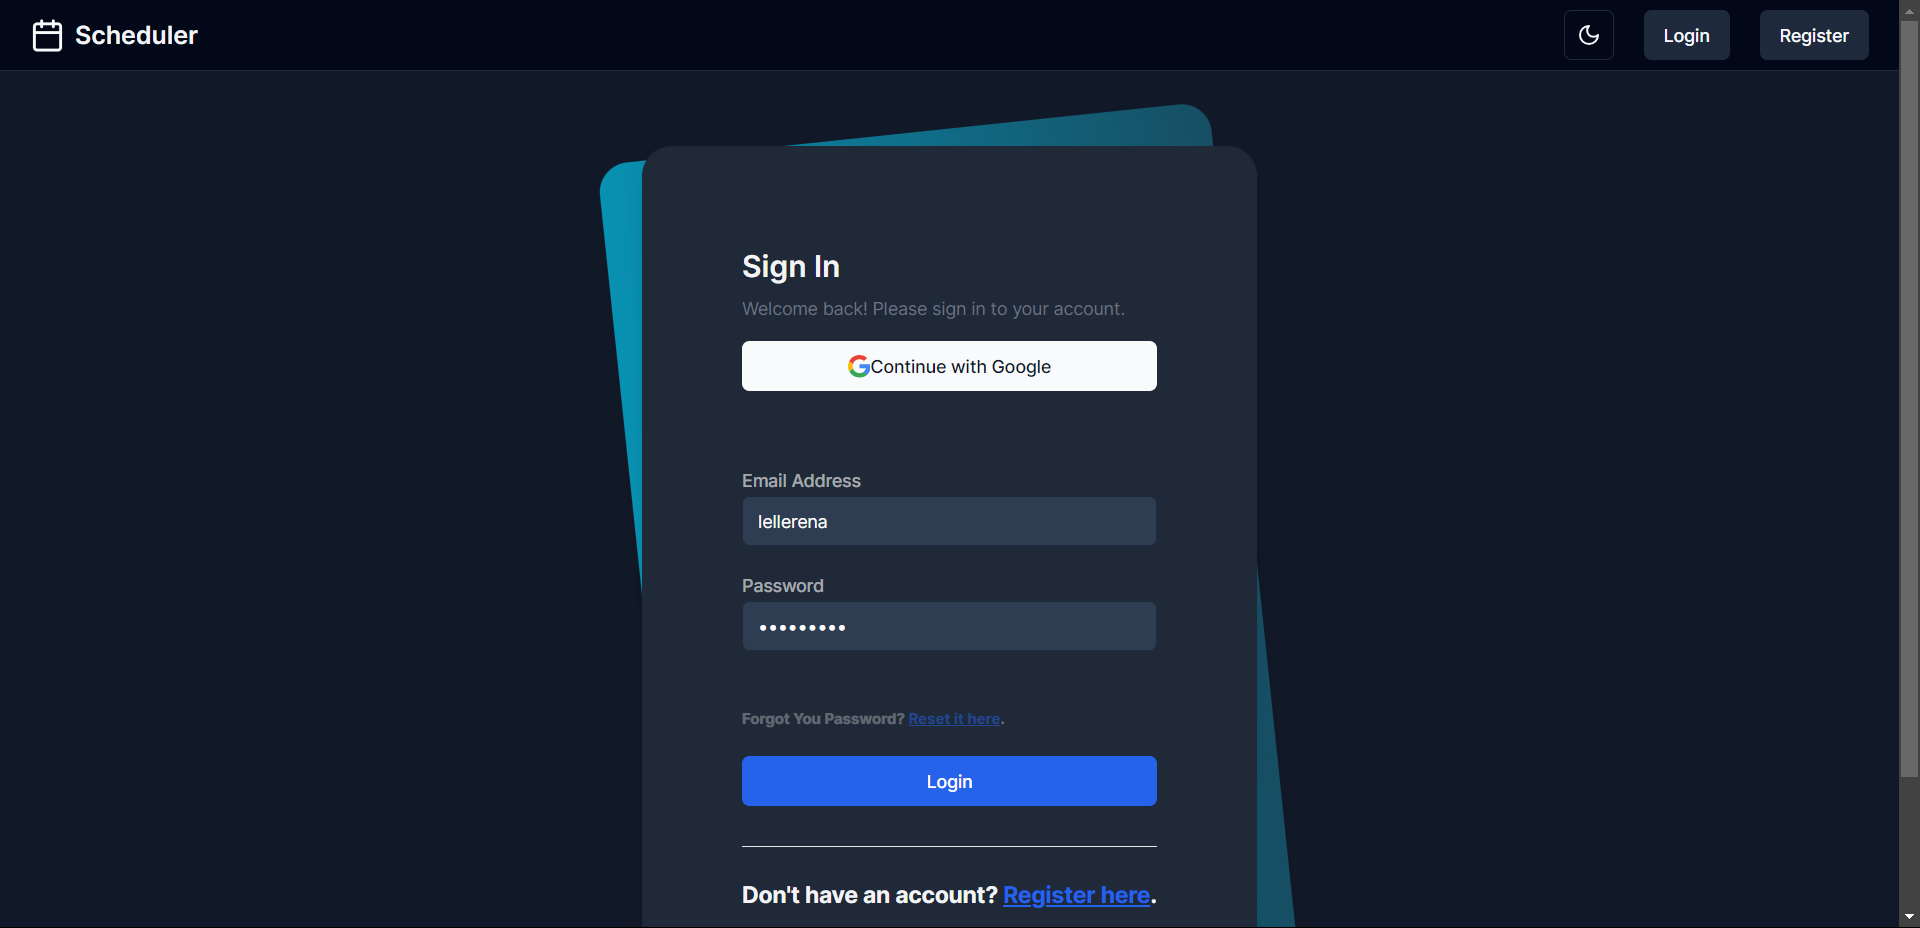 Scheduler
Login
Register
Sign In
Welcome back! Please sign in to your account.
Continue with Google
Email Address
lellerena
Password
•••••••••
Forgot You Password? Reset it here.
Login
Don't have an account? Register here.